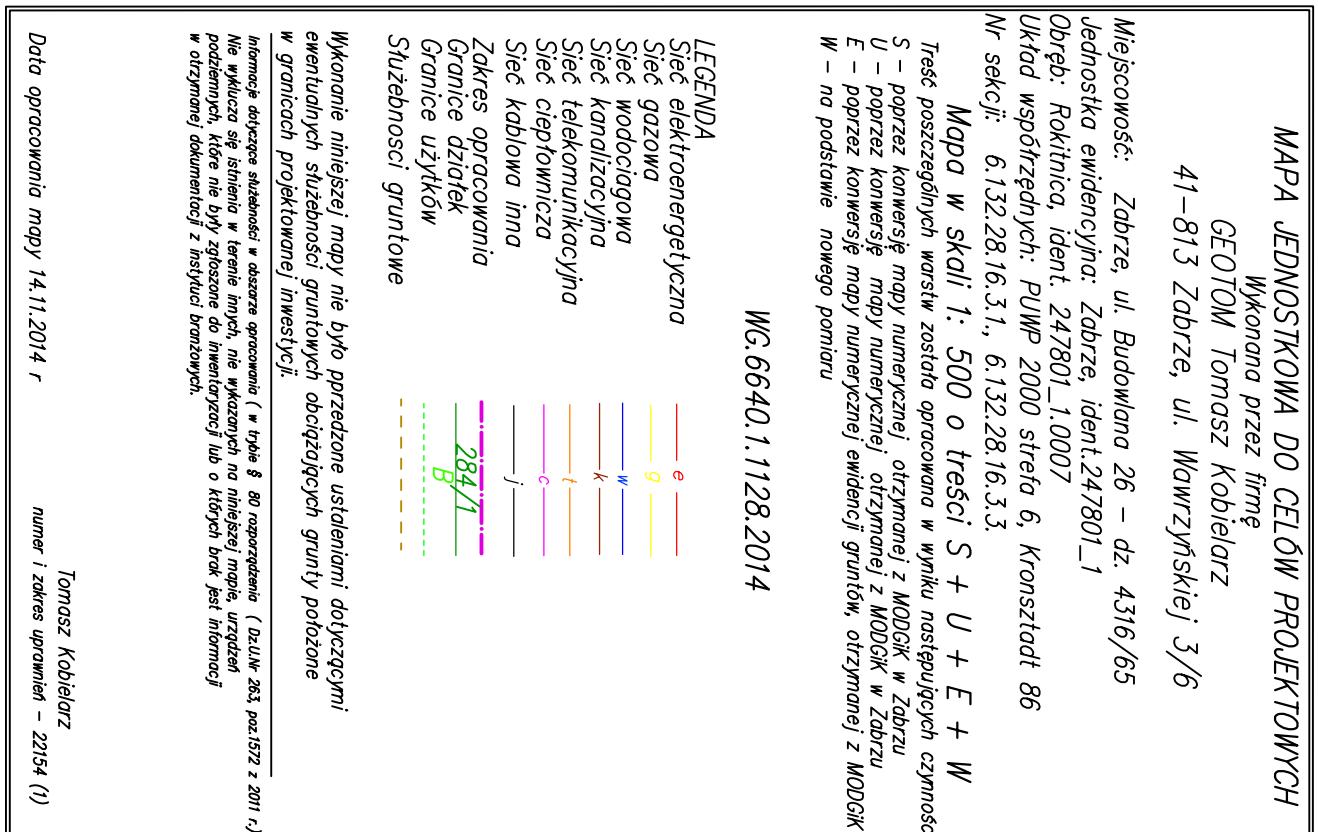 MAPA JEDNOSTKOWA DO CELÓW PROJEKTOWYCH
Wykonana przez firmę
GEOTOM Tomasz Kobielarz
41-813 Zabrze, ul. Wawrzyńskiej 3/6
Miejscowość: Zabrze, ul. Budowlana 26 - dz. 4316/65
Jednostka ewidencyjna: Zabrze, ident.247801_1
Obręb: Rokitnica, ident. 247801_1.0007
Układ współrzędnych: PUWP 2000 strefa 6, Kronsztadt 86
Nr sekcji: 6.132.28.16.3.1., 6.132.28.16.3.3.
Mapa w skali 1: 500 o treści S + U + E + W
Treść poszczególnych warstw została opracowana w wyniku następujących czynnośc
S - poprzez konwersję mapy numerycznej otrzymanej z MODGiK w Zabrzu
U - poprzez konwersję mapy numerycznej otrzymanej z MODGiK w Zabrzu
E - poprzez konwersję mapy numerycznej ewidencji gruntów, otrzymanej z MODGiK
W - na podstawie nowego pomiaru
WG.6640.1.1128.2014
LEGENDA
Sieć elektroenergetyczna e
Sieć gazowa g
Sieć wodociągowa w
Sieć kanalizacyjna k
Sieć telekomunikacyjna t
Sieć ciepłownicza c
Sieć kablowa inna j
Zakres opracowania
Granice działek 284/1
Granice użytków B
Służebnosci gruntowe
Wykonanie niniejszej mapy nie było pprzedzone ustaleniami dotyczącymi
ewentualnych służebności gruntowych obciążających grunty położone
w granicach projektowanej inwestycji.
Informacje dotyczące służebności w obszarze opracowania ( w trybie § 80 rozporządzenia ( Dz.U.Nr 263, poz.1572 z 2011 r.)
Nie wyklucza się istnienia w terenie innych, nie wykazanych na niniejszej mapie, urządzeń
podziemnych, które nie były zgłoszone do inwentaryzacji lub o których brak jest informacji
w otrzymanej dokumentacji z instytuci branżowych.
Tomasz Kobielarz
Data opracowania mapy 14.11.2014 r numer i zakres uprawnień - 22154 (1)